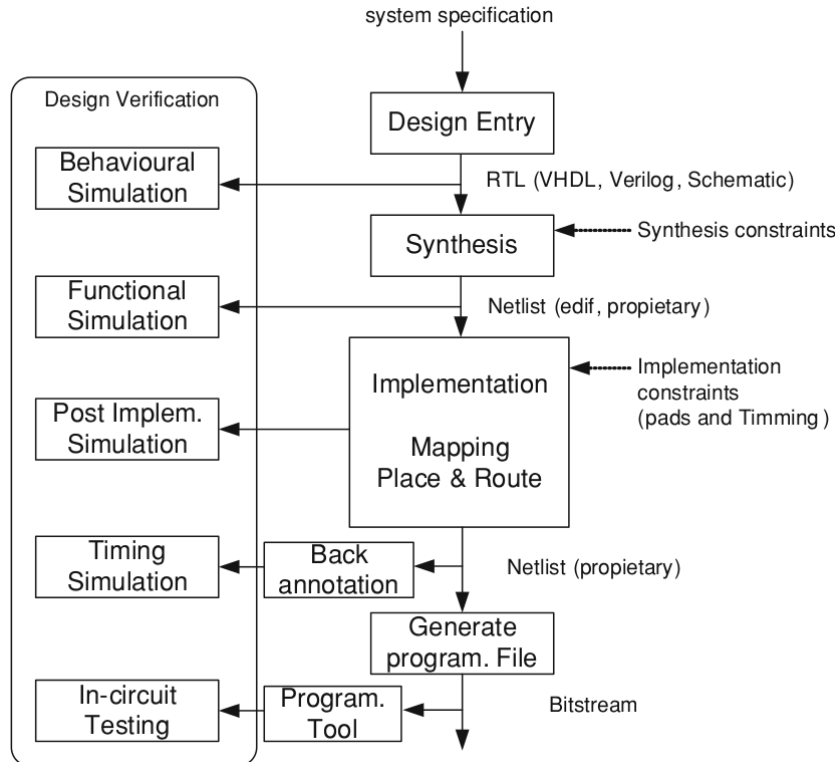 system specification
Design Verification
Design Entry
Behavioural
Simulation
RTL (VHDL, Verilog, Schematic)
Synthesis
Synthesis constraints
Functional
Simulation
Netlist (edif, propietary)
Implementation
Mapping
Place & Route
Implementation
constraints
(pads and Timming)
Post Implem.
Simulation
Timing
Simulation
Back
annotation
Netlist (propietary)
Generate
program. File
In-circuit
Testing
Program.
Tool
Bitstream